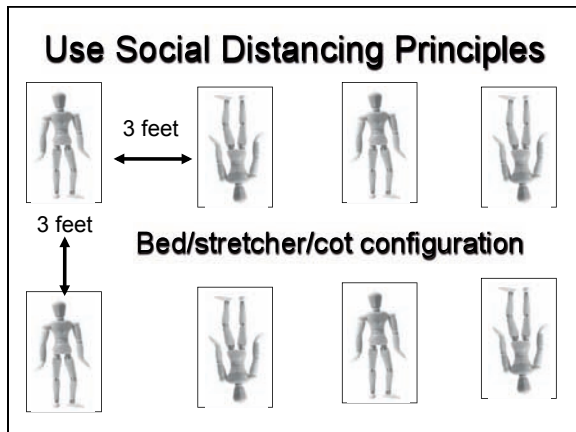 Use Social Distancing Principles
3 feet
3 feet
Bed/stretcher/cot configuration